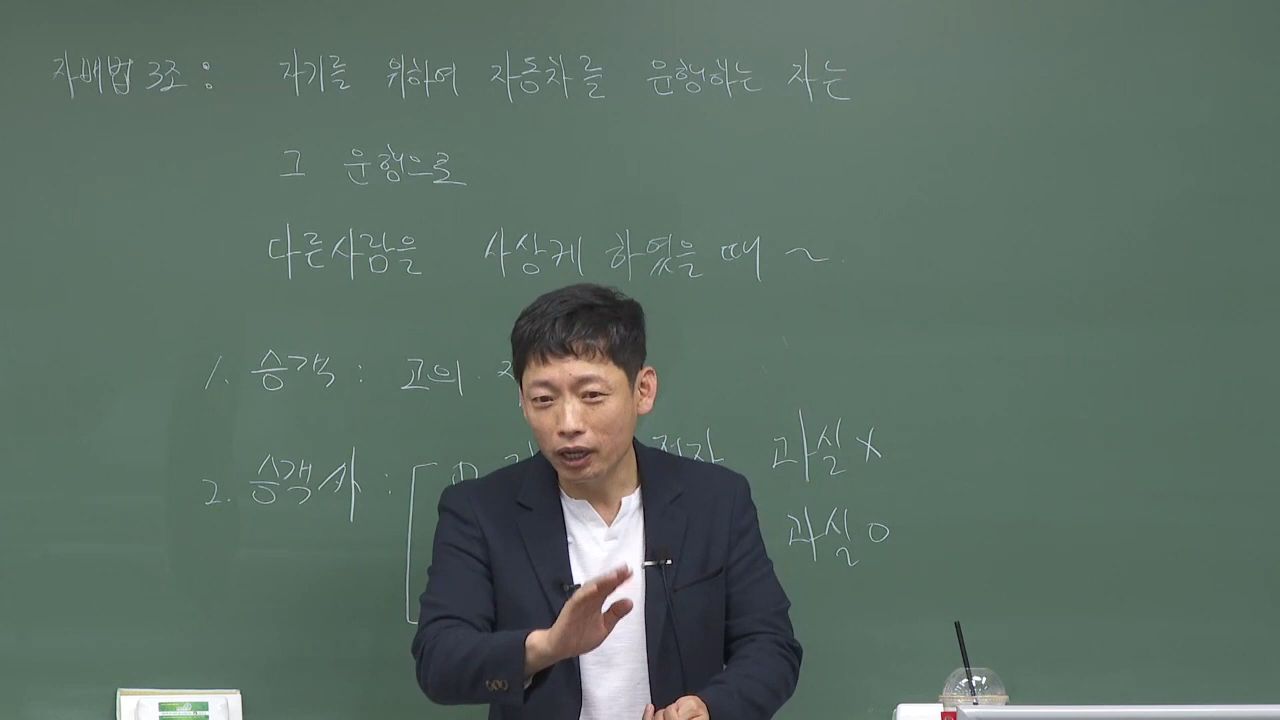 자배법 3조 : 자기를 위하여 자동차를 운행하는 자는
그 운행으로
다른사람을 사상케 하였을 때 ~.
1. 승객 : 고의 ·
2. 승객 外 : ① 과실 X
과실 O